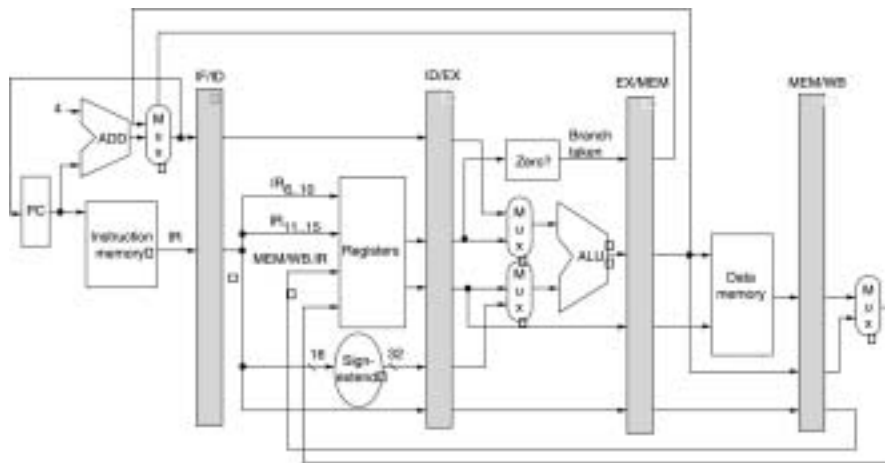 IF/ID
ID/EX
EX/MEM
MEM/WB
4
ADD
M
u
x
Zero?
Branch
taken
PC
Instruction
memory
IR
IR6..10
IR11..15
MEM/WB.IR
Registers
M
u
x
M
u
x
ALU
Data
memory
M
u
x
16
Sign-
extend
32